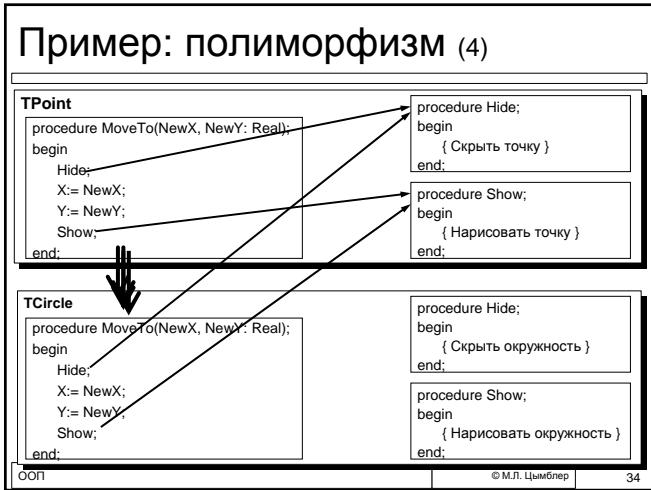 Пример: полиморфизм (4)
TPoint
procedure MoveTo(NewX, NewY: Real);
begin
Hide;
X:= NewX;
Y:= NewY;
Show;
end;
procedure Hide;
begin
{ Скрыть точку }
end;
procedure Show;
begin
{ Нарисовать точку }
end;
TCircle
procedure MoveTo(NewX, NewY: Real);
begin
Hide;
X:= NewX;
Y:= NewY;
Show;
end;
procedure Hide;
begin
{ Скрыть окружность }
end;
procedure Show;
begin
{ Нарисовать окружность }
end;
ООП
© М.Л. Цымблер
34